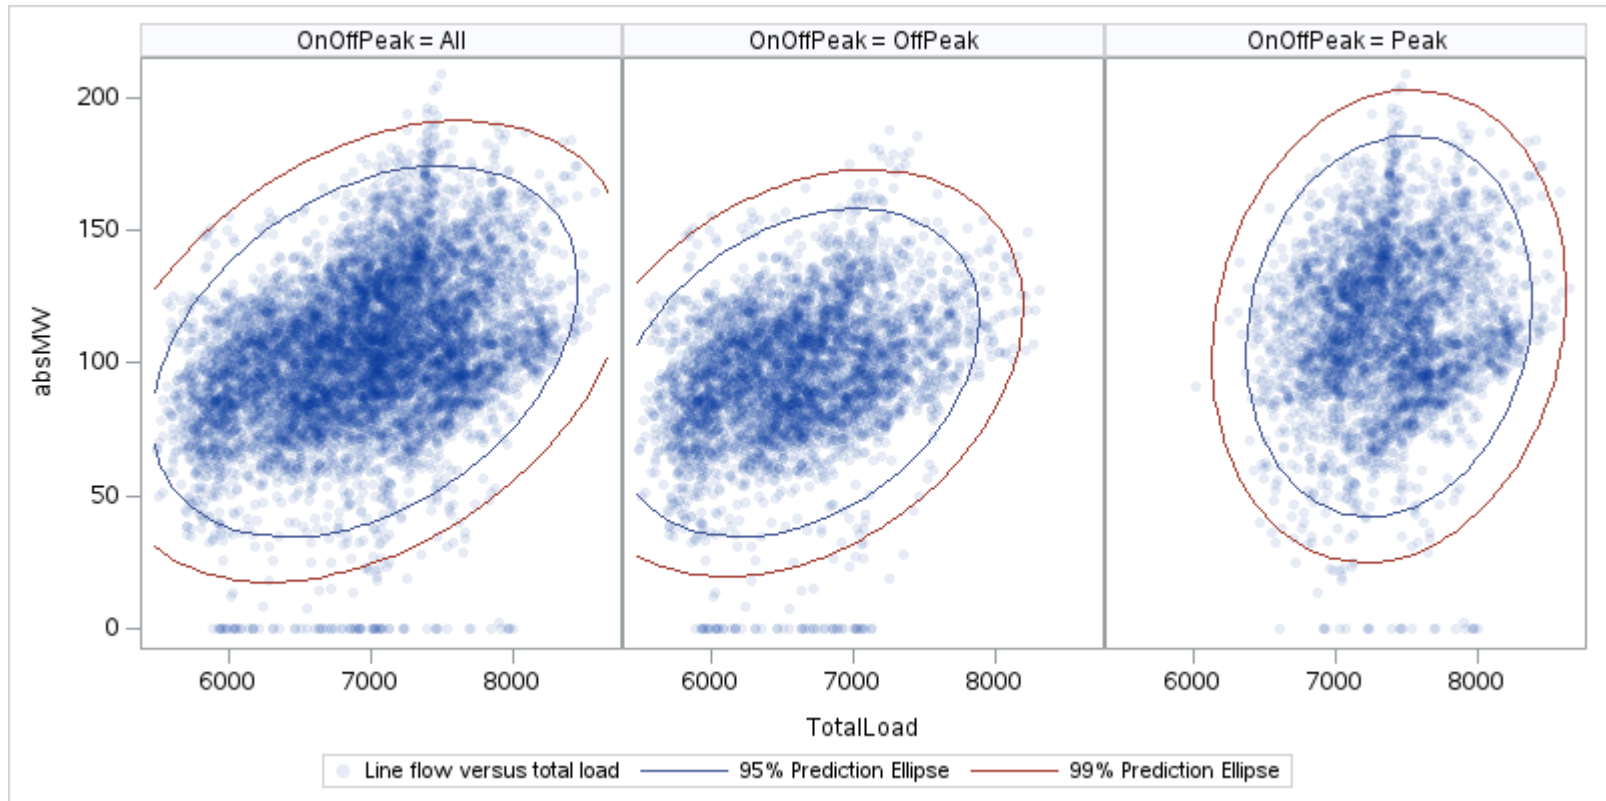 OnOffPeak = All OnOffPeak = OffPeak OnOffPeak = Peak
200
150
100
50
0
absMW
6000 7000 8000 6000 7000 8000 6000 7000 8000
TotalLoad
Line flow versus total load 95% Prediction Ellipse 99% Prediction Ellipse